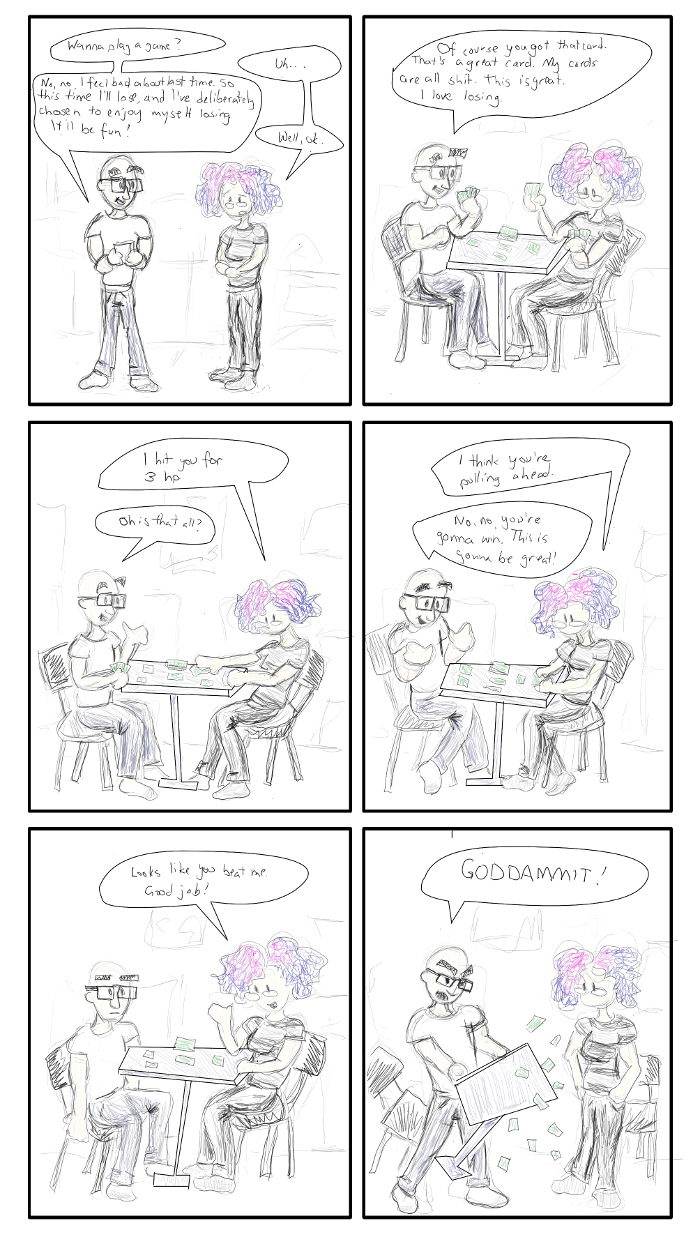 Wanna play a game?
Uh...
No, no I feel bad about last time. So
this time I'll lose, and I've deliberately
chosen to enjoy myself losing
It'll be fun!
Well, ok.
Of course you got that card.
That's a great card. My cards
are all shit. This is great.
I love losing.
I hit you for
3 hp
Oh is that all?
I think you're
pulling ahead.
No, no, you're
gonna win. This is
gonna be great!
Looks like you beat me.
Good job!
GODDAMMIT!